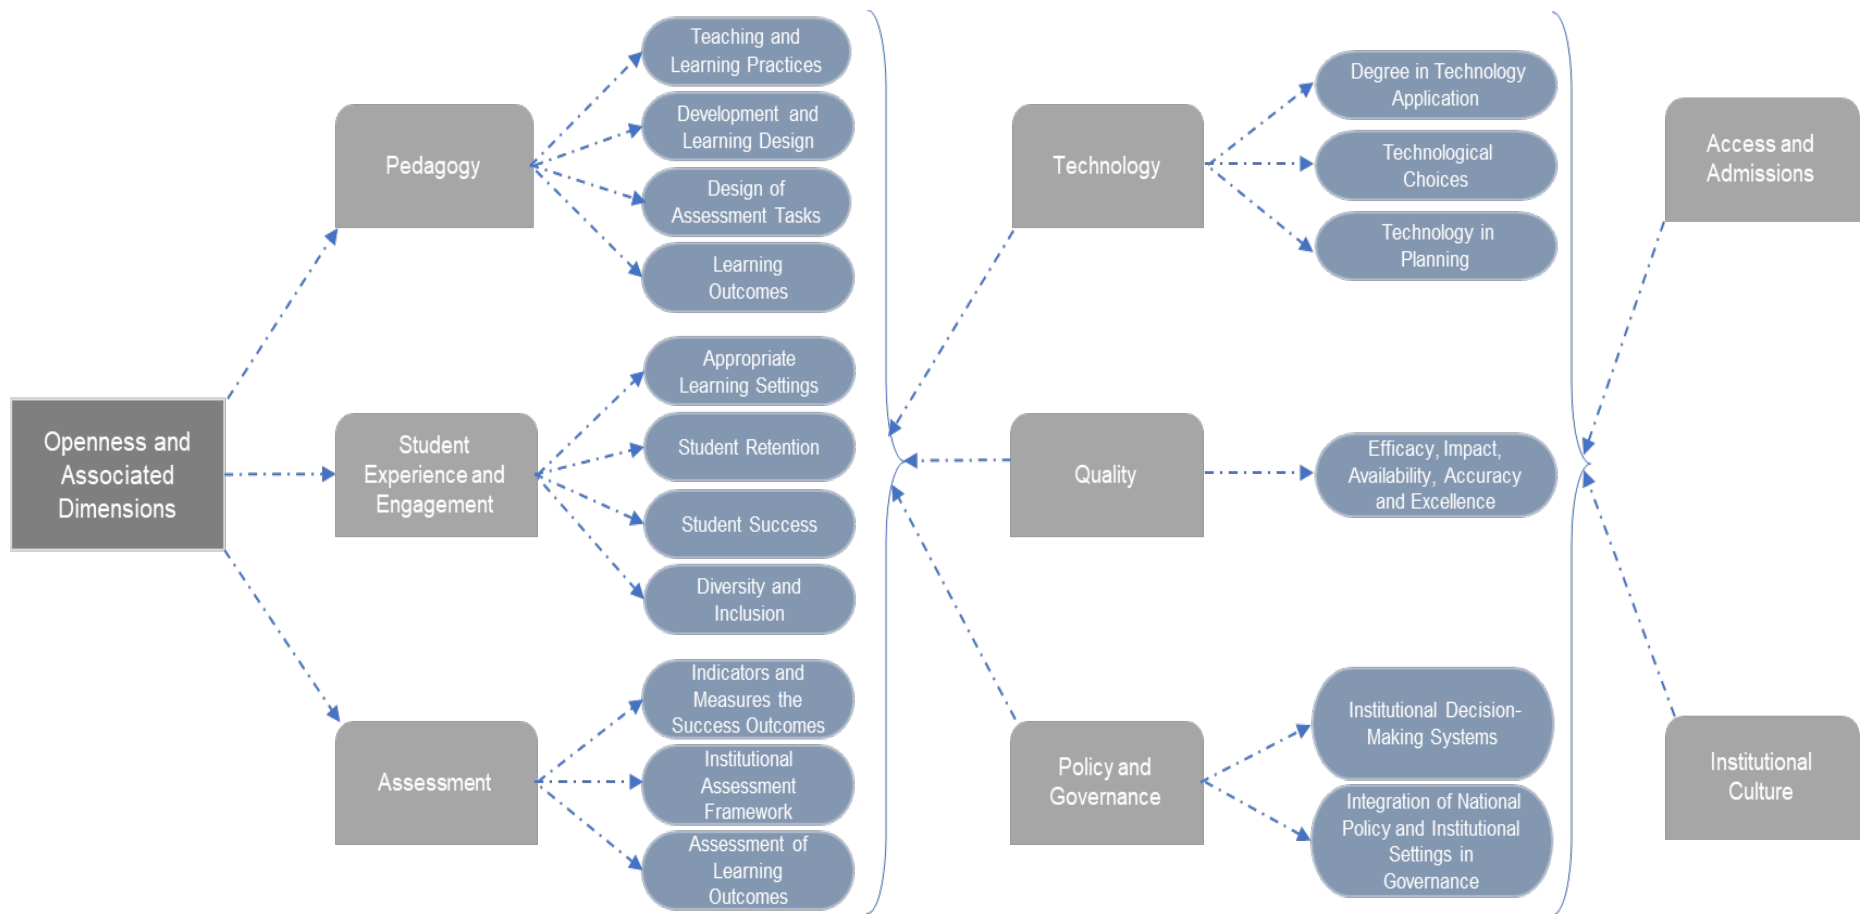 Openness and
Associated
Dimensions
Pedagogy
Teaching and
Learning Practices
Development and
Learning Design
Design of
Assessment Tasks
Learning
Outcomes
Student
Experience and
Engagement
Appropriate
Learning Settings
Student Retention
Student Success
Diversity and
Inclusion
Assessment
Indicators and
Measures the
Success Outcomes
Institutional
Assessment
Framework
Assessment of
Learning
Outcomes
Technology
Degree in Technology
Application
Technological
Choices
Technology in
Planning
Quality
Efficacy, Impact,
Availability, Accuracy
and Excellence
Policy and
Governance
Institutional Decision-
Making Systems
Integration of National
Policy and Institutional
Settings in
Governance
Access and
Admissions
Institutional
Culture